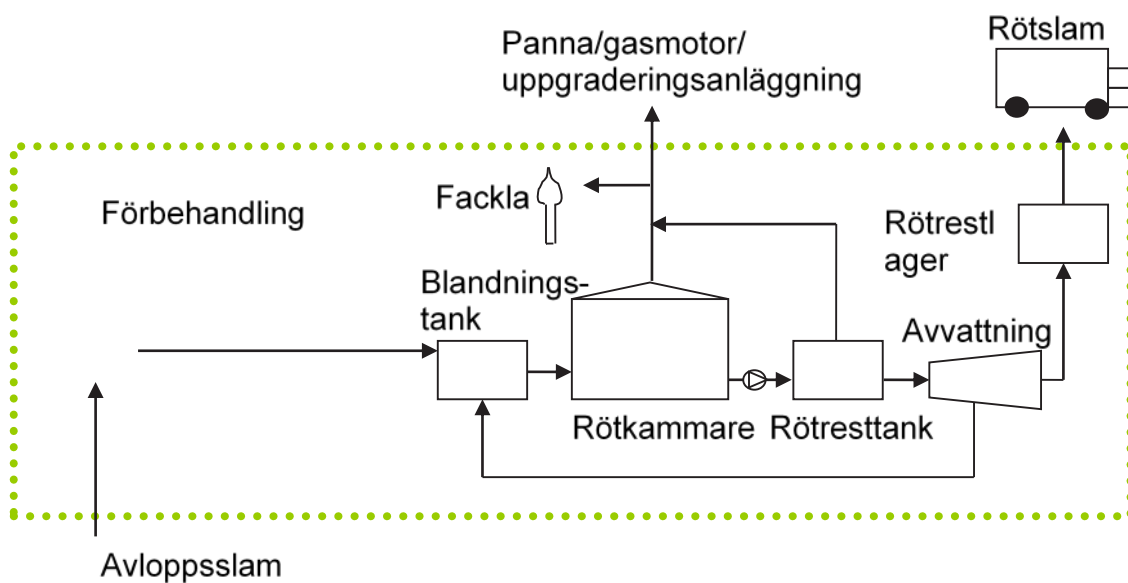 Rötslam
Panna/gasmotor/
uppgraderingsanläggning
Fackla
Förbehandling
Rötrestl
ager
Blandnings-
tank
Avvattning
Rötkammare
Rötresttank
Avloppsslam